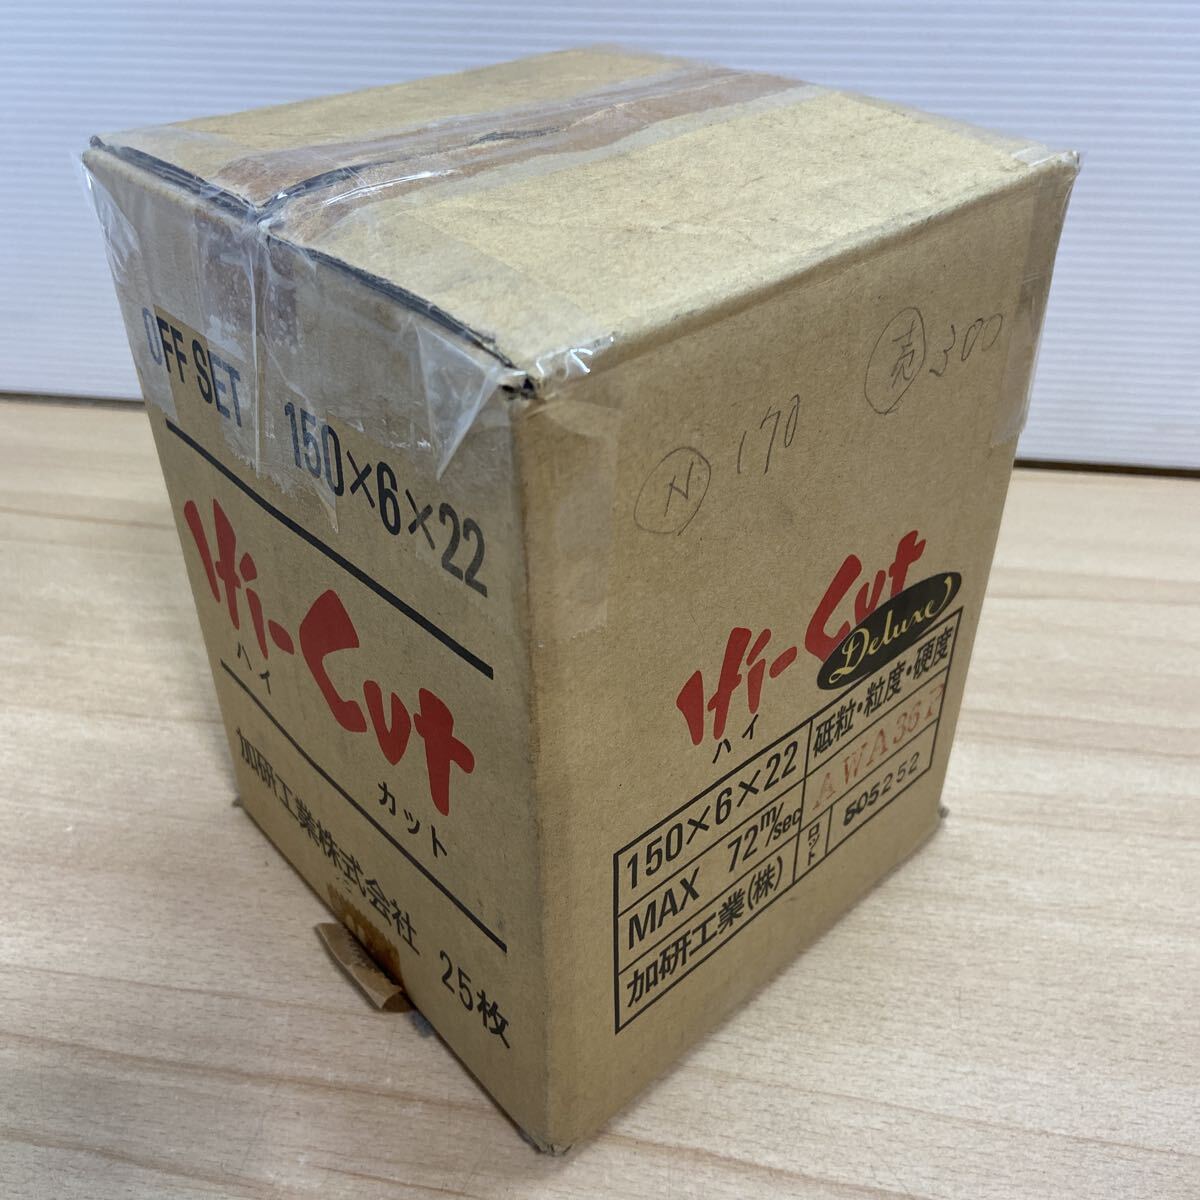 OFF SET 150×6×22
Hi-Cut
ハイ カット
加研工業株式会社 25枚
N 170
売 300
Hi-Cut
Deluxe
ハイ
150×6×22 砥粒・粒度・硬度
MAX 72m/sec AWA36P
加研工業(株) ロット 505252